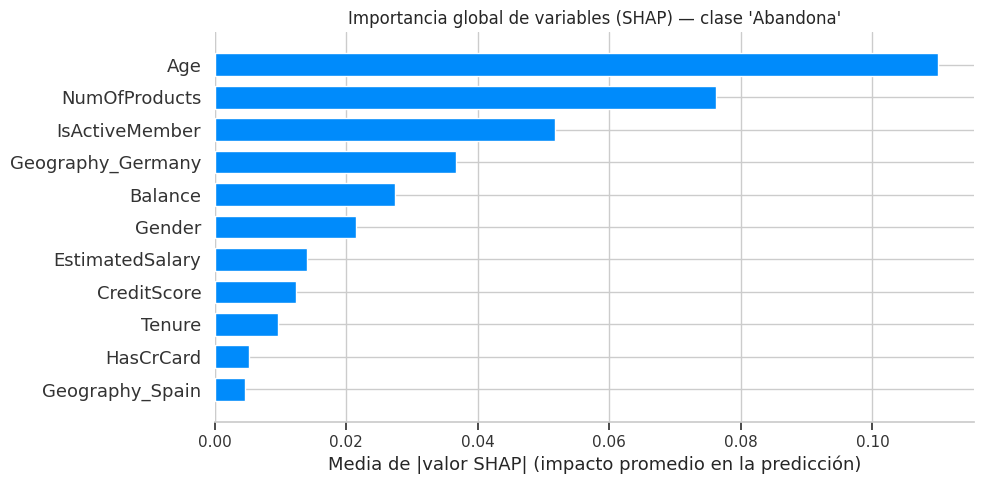 Importancia global de variables (SHAP) — clase 'Abandona'
Age
NumOfProducts
IsActiveMember
Geography_Germany
Balance
Gender
EstimatedSalary
CreditScore
Tenure
HasCrCard
Geography_Spain
0.00 0.02 0.04 0.06 0.08 0.10
Media de |valor SHAP| (impacto promedio en la predicción)